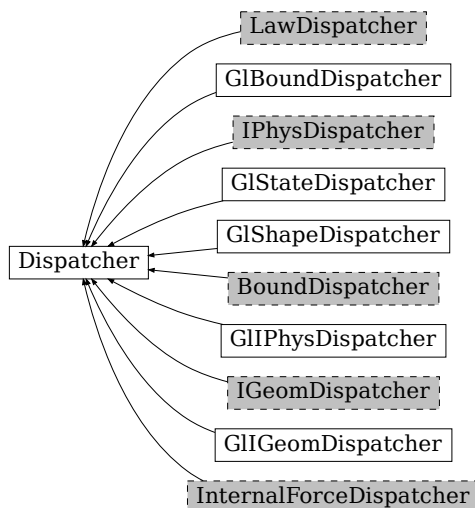 LawDispatcher
GlBoundDispatcher
IPhysDispatcher
GlStateDispatcher
GlShapeDispatcher
Dispatcher
BoundDispatcher
GlIPhysDispatcher
IGeomDispatcher
GlIGeomDispatcher
InternalForceDispatcher